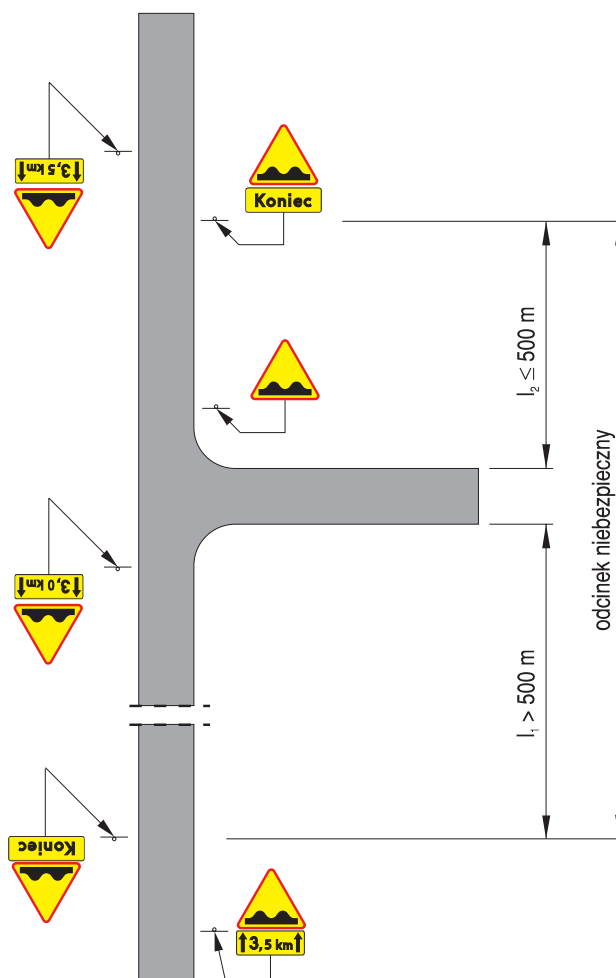 3,5 km
Koniec
l₂ ≤ 500 m
odcinek niebezpieczny
3,0 km
l₁ > 500 m
Koniec
3,5 km